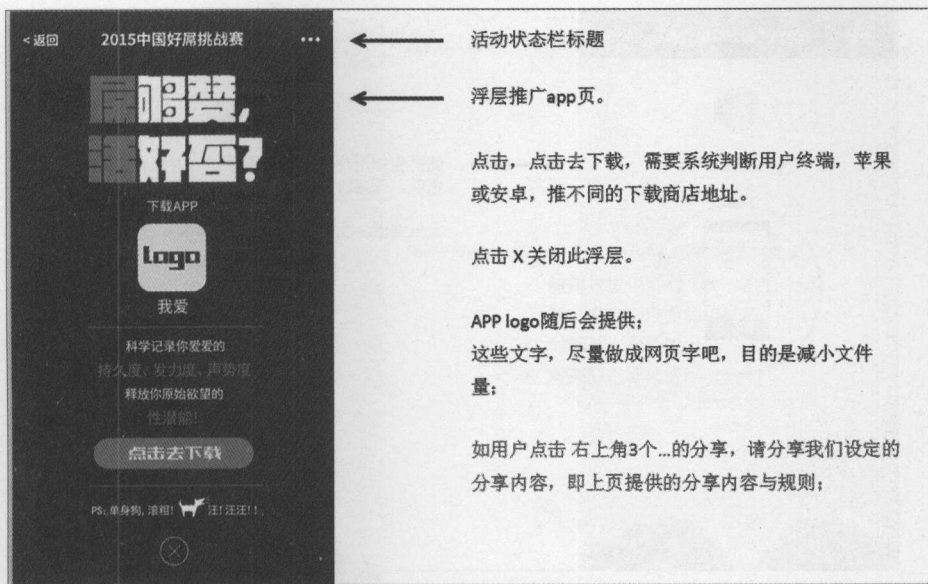 <返回 2015中国好屌挑战赛 •••
赞,
活好否?
下载APP
logo
我爱
科学记录你爱爱的
持久度、发力度、声势度
释放你原始欲望的
性潜能!
点击去下载
PS: 单身狗, 滚粗! 汪! 汪汪! !
活动状态栏标题
浮层推广app页。
点击，点击去下载，需要系统判断用户终端，苹果
或安卓，推不同的下载商店地址。
点击 X 关闭此浮层。
APP logo随后会提供；
这些文字，尽量做成网页字吧，目的是减小文件
量；
如用户点击 右上角3个...的分享，请分享我们设定的
分享内容，即上页提供的分享内容与规则；